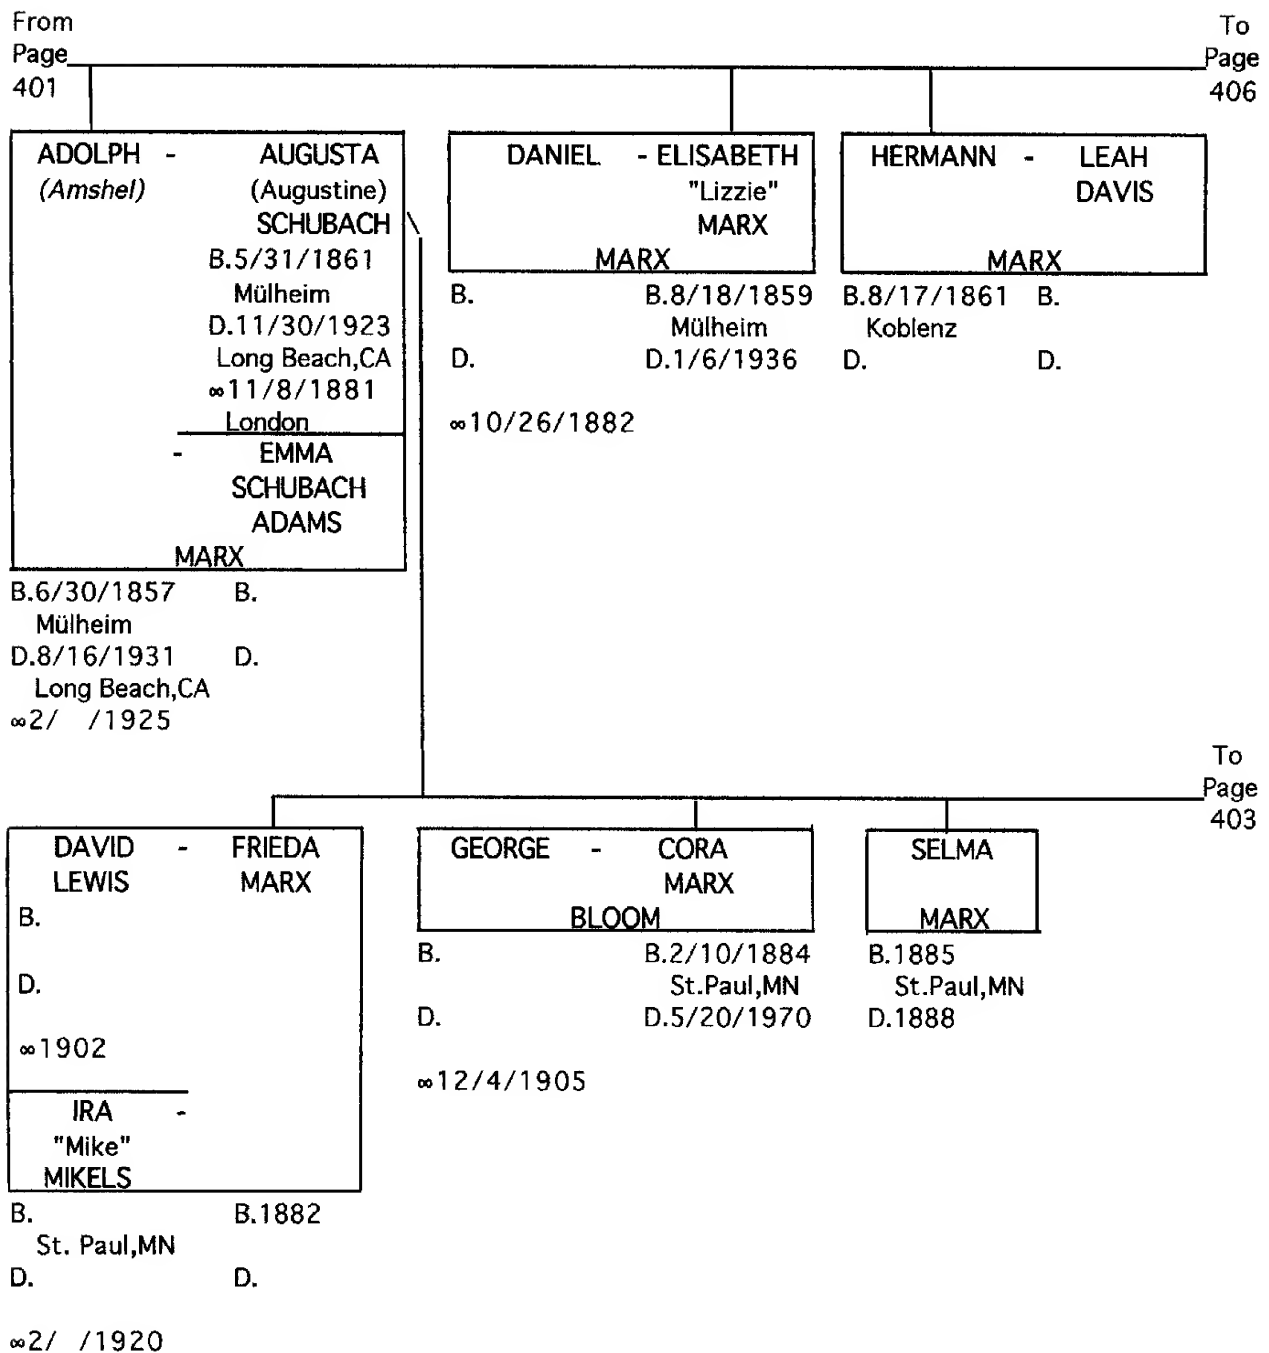 From
Page
401
To
Page
406
ADOLPH - AUGUSTA
(Amshel) (Augustine)
SCHUBACH
B.5/31/1861
Mülheim
D.11/30/1923
Long Beach,CA
∞11/8/1881
London
- EMMA
SCHUBACH
ADAMS
MARX
B.6/30/1857 B.
Mülheim
D.8/16/1931 D.
Long Beach,CA
∞2/ /1925
DANIEL - ELISABETH
"Lizzie"
MARX
MARX
B. B.8/18/1859
Mülheim
D. D.1/6/1936
∞10/26/1882
HERMANN - LEAH
DAVIS
MARX
B.8/17/1861 B.
Koblenz
D. D.
To
Page
403
DAVID - FRIEDA
LEWIS MARX
B.
D.
∞1902
IRA -
"Mike"
MIKELS
B. B.1882
St. Paul,MN
D. D.
∞2/ /1920
GEORGE - CORA
MARX
BLOOM
B. B.2/10/1884
St.Paul,MN
D. D.5/20/1970
∞12/4/1905
SELMA
MARX
B.1885
St.Paul,MN
D.1888